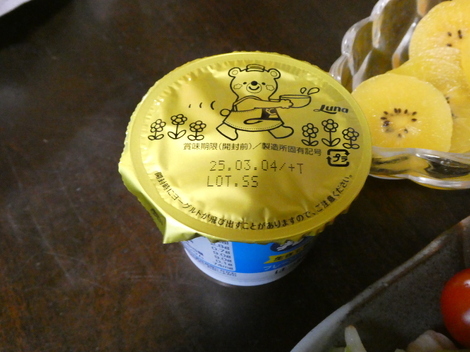 Luna
賞味期限(開封前)/製造所固有記号
25.03.04/+T
LOT.SS
プラ
開封時にヨーグルトが飛び出すことがありますので、ご注意ください。